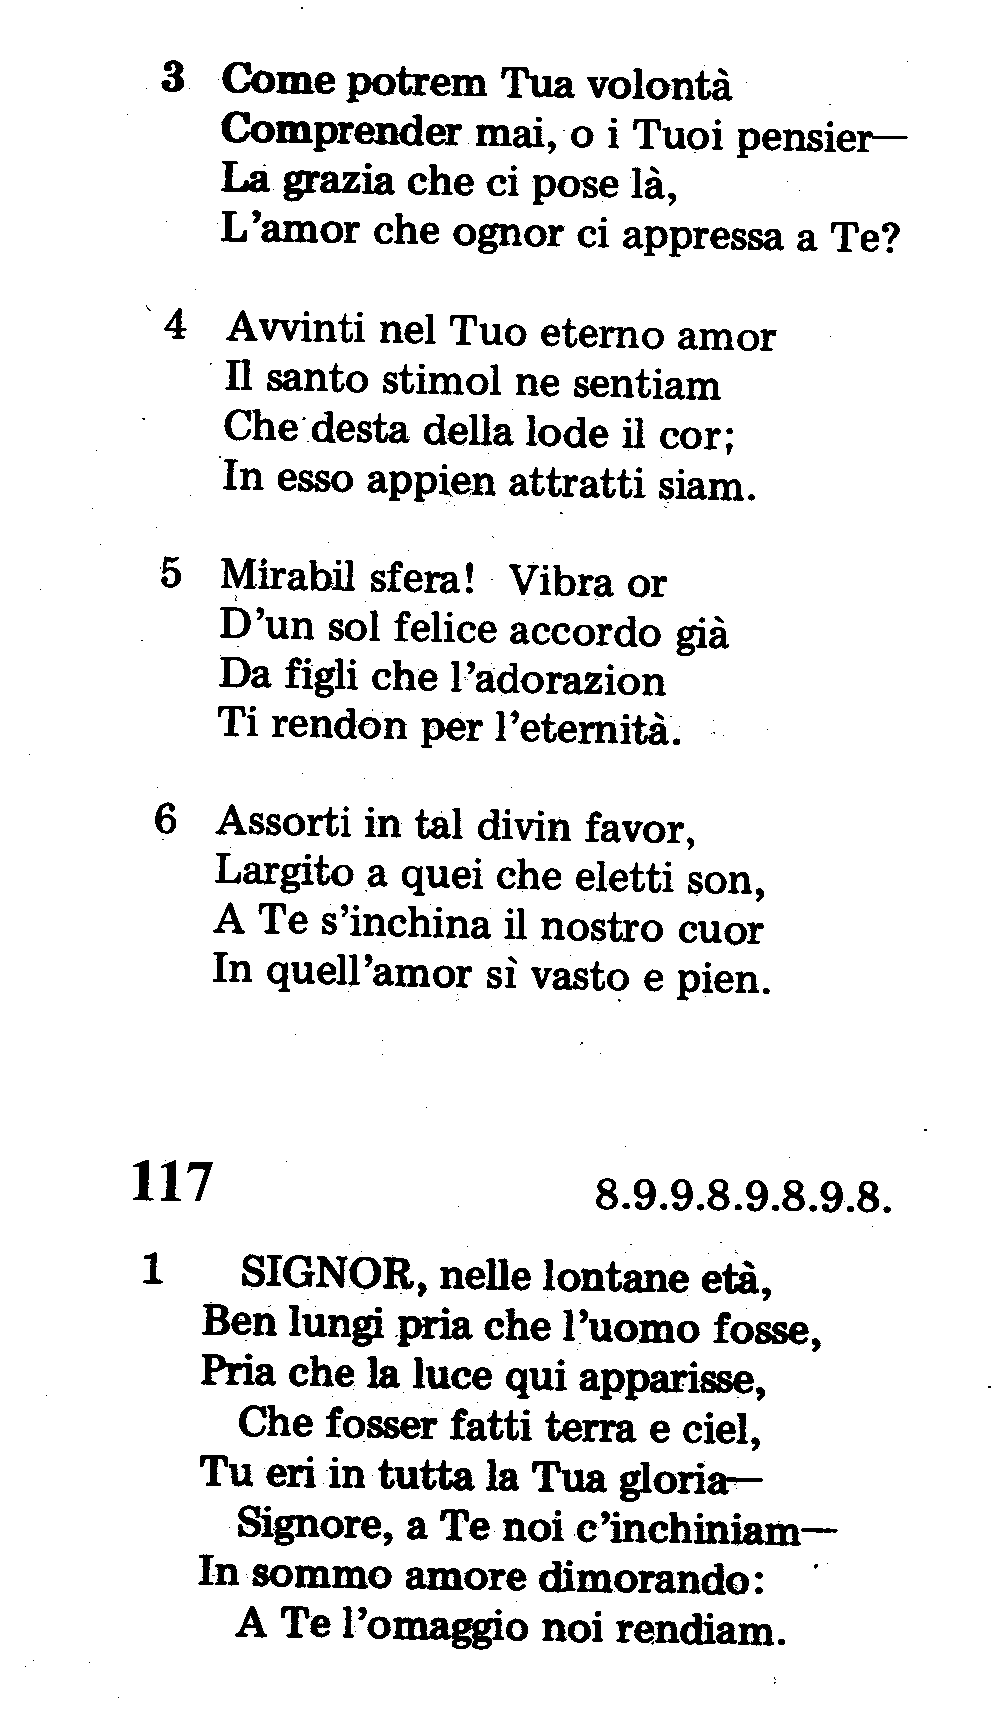 3 Come potrem Tua volontà
Comprender mai, o i Tuoi pensier—
La grazia che ci pose là,
L'amor che ognor ci appressa a Te?
4 Avvinti nel Tuo eterno amor
Il santo stimol ne sentiam
Che desta della lode il cor;
In esso appien attratti siam.
5 Mirabil sfera! Vibra or
D'un sol felice accordo già
Da figli che l'adorazion
Ti rendon per l'eternità.
6 Assorti in tal divin favor,
Largito a quei che eletti son,
A Te s'inchina il nostro cuor
In quell'amor sì vasto e pien.
117 8.9.9.8.9.8.9.8.
1 SIGNOR, nelle lontane età,
Ben lungi pria che l'uomo fosse,
Pria che la luce qui apparisse,
Che fosser fatti terra e ciel,
Tu eri in tutta la Tua gloria—
Signore, a Te noi c'inchiniam—
In sommo amore dimorando:
A Te l'omaggio noi rendiam.